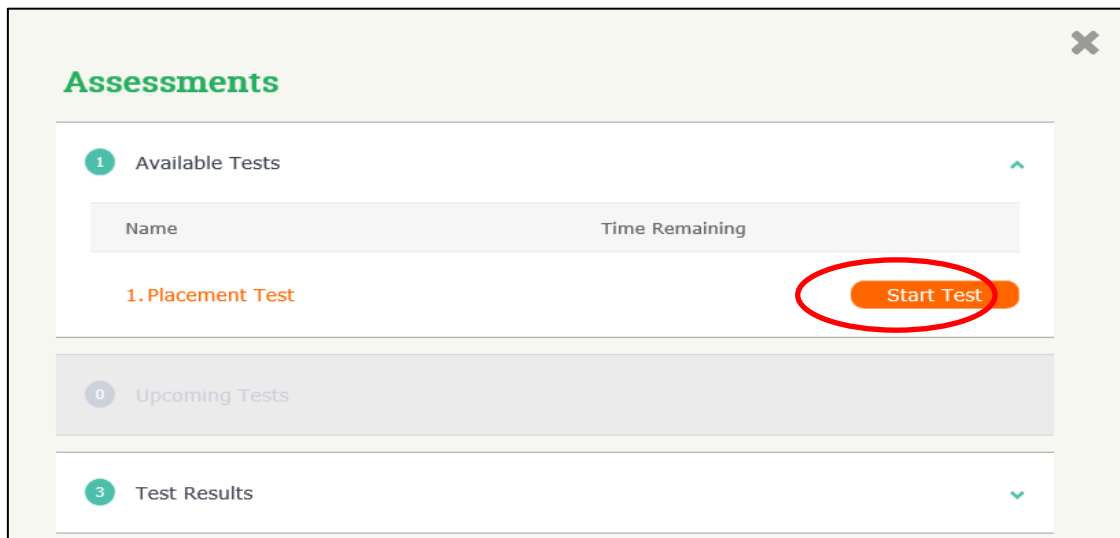 Assessments
1 Available Tests
Name Time Remaining
1. Placement Test Start Test
0 Upcoming Tests
3 Test Results